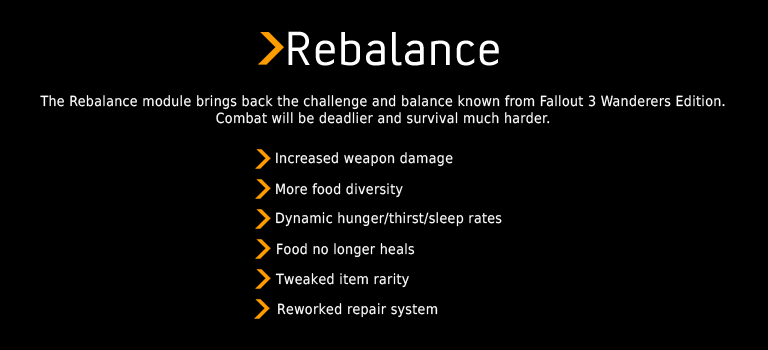 Rebalance
The Rebalance module brings back the challenge and balance known from Fallout 3 Wanderers Edition.
Combat will be deadlier and survival much harder.
Increased weapon damage
More food diversity
Dynamic hunger/thirst/sleep rates
Food no longer heals
Tweaked item rarity
Reworked repair system